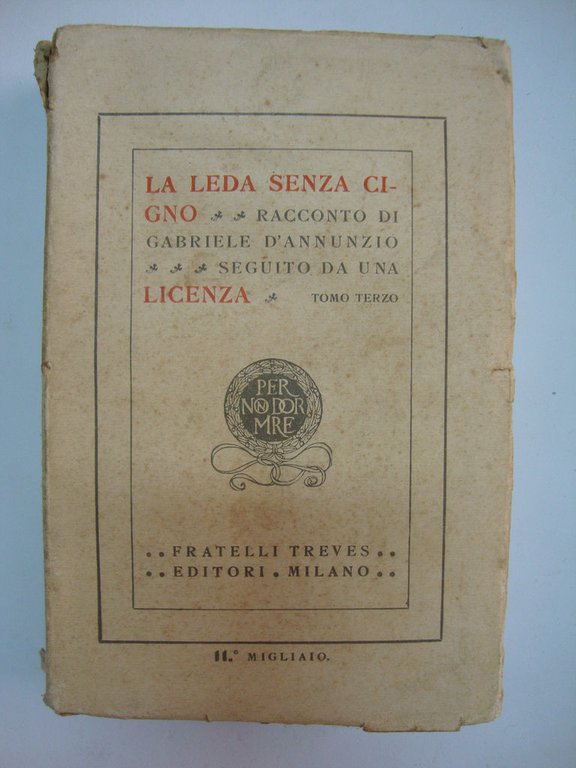 LA LEDA SENZA CI-
GNO RACCONTO DI
GABRIELE D'ANNUNZIO
SEGUITO DA UNA
LICENZA TOMO TERZO
PER
NON DOR
MIRE
..FRATELLI TREVES..
..EDITORI.MILANO..
11.° MIGLIAIO.